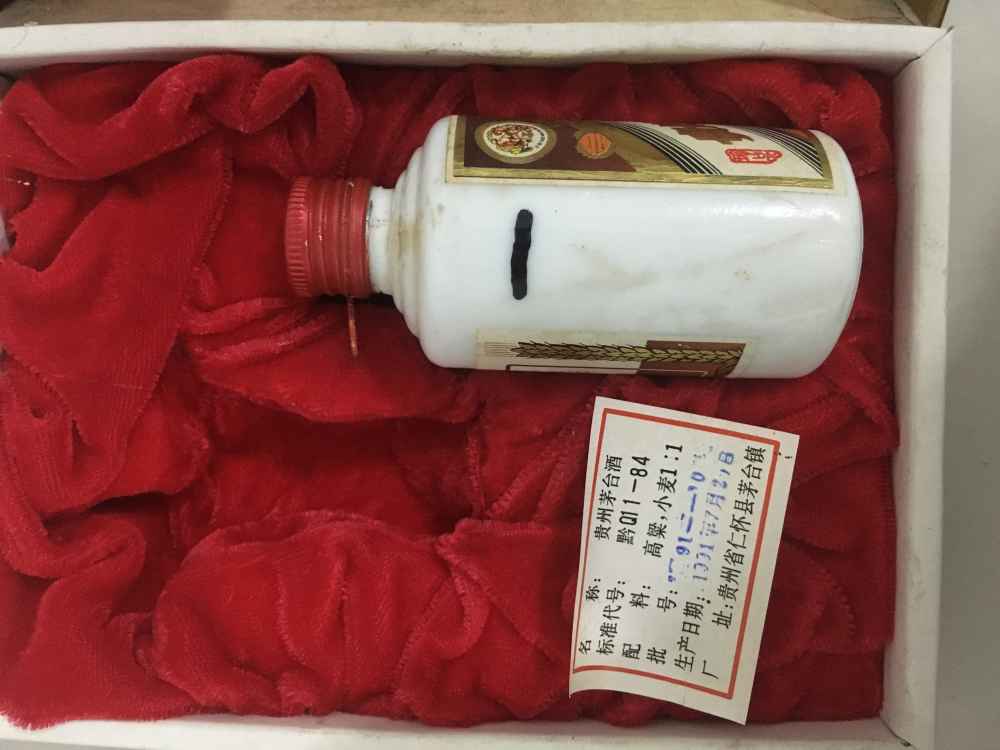 名　　称：贵州茅台酒
标准代号：黔Q11-84
配　　料：高粱，小麦1：1
批　　号：
生产日期：1991年7月2日
厂　　址：贵州省仁怀县茅台镇